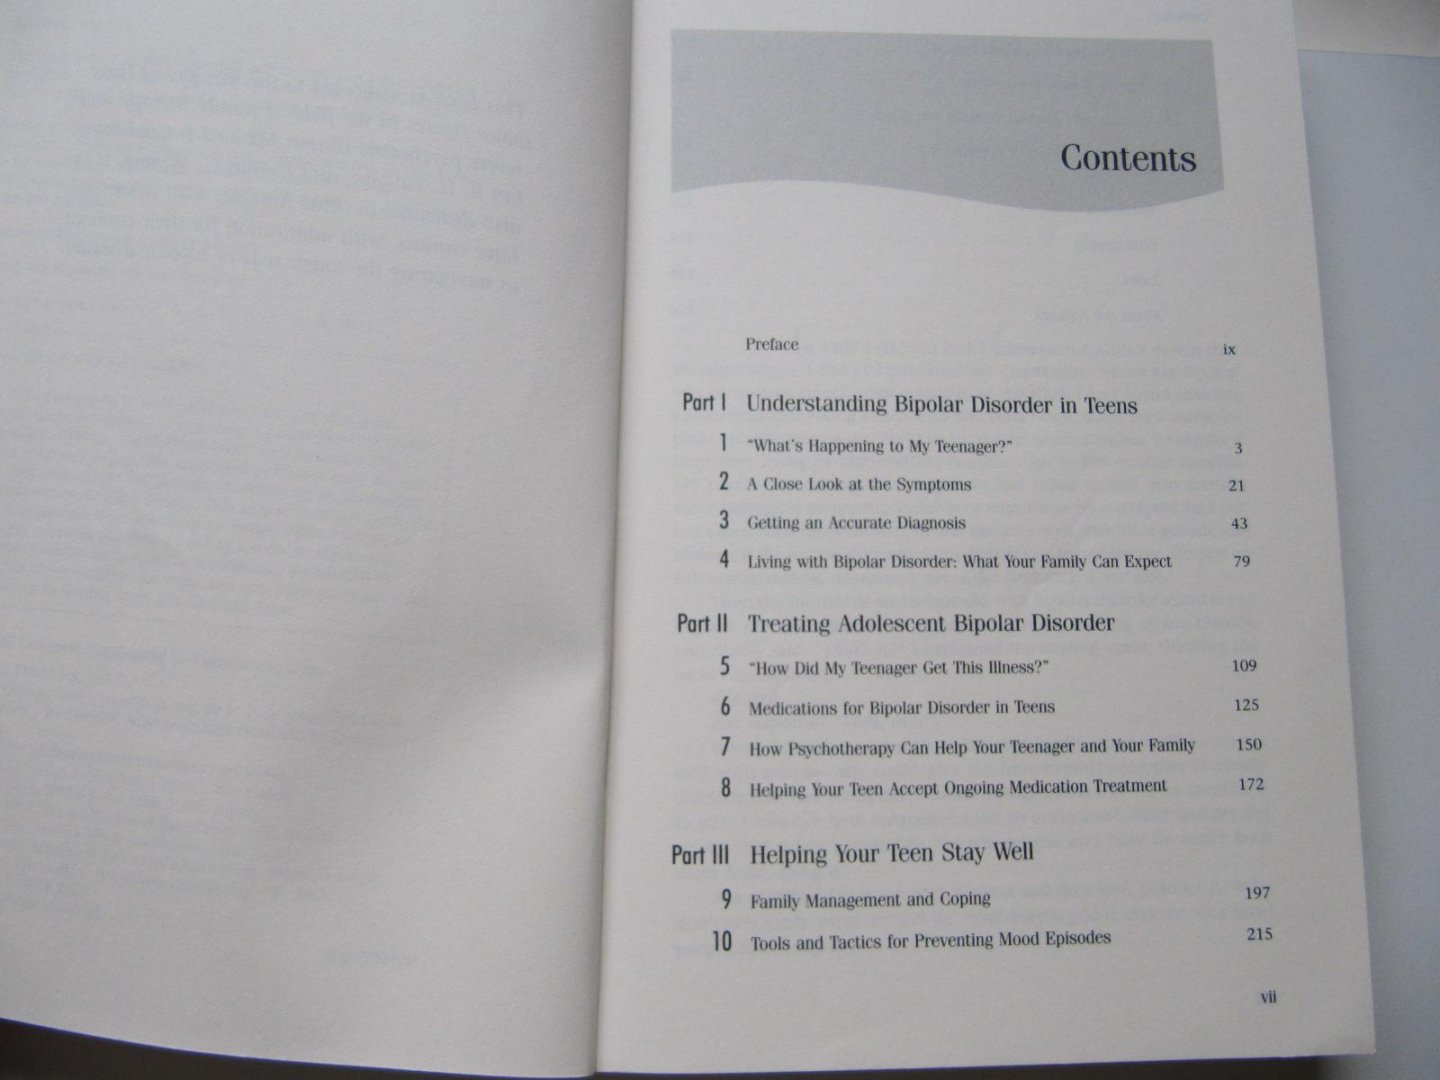 Contents
Preface ix
Part I Understanding Bipolar Disorder in Teens
1 "What's Happening to My Teenager?" 3
2 A Close Look at the Symptoms 21
3 Getting an Accurate Diagnosis 43
4 Living with Bipolar Disorder: What Your Family Can Expect 79
Part II Treating Adolescent Bipolar Disorder
5 "How Did My Teenager Get This Illness?" 109
6 Medications for Bipolar Disorder in Teens 125
7 How Psychotherapy Can Help Your Teenager and Your Family 150
8 Helping Your Teen Accept Ongoing Medication Treatment 172
Part III Helping Your Teen Stay Well
9 Family Management and Coping 197
10 Tools and Tactics for Preventing Mood Episodes 215
vii